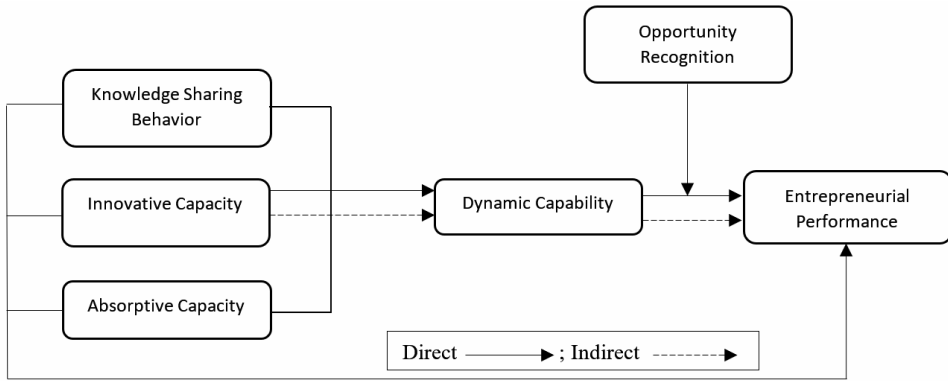 Opportunity
Recognition
Knowledge Sharing
Behavior
Innovative Capacity
Dynamic Capability
Entrepreneurial
Performance
Absorptive Capacity
Direct ; Indirect